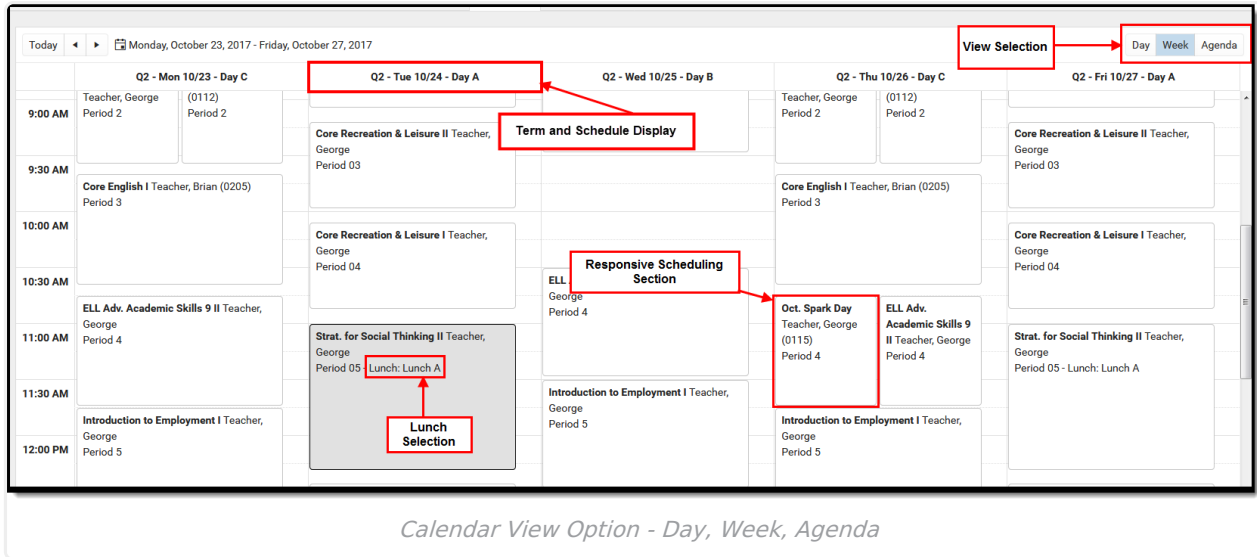 Today Monday, October 23, 2017 - Friday, October 27, 2017
View Selection
Day Week Agenda
Q2 - Mon 10/23 - Day C
Q2 - Tue 10/24 - Day A
Q2 - Wed 10/25 - Day B
Q2 - Thu 10/26 - Day C
Q2 - Fri 10/27 - Day A
9:00 AM
9:30 AM
10:00 AM
10:30 AM
11:00 AM
11:30 AM
12:00 PM
Teacher, George
Period 2
(0112)
Period 2
Core English I Teacher, Brian (0205)
Period 3
ELL Adv. Academic Skills 9 II Teacher,
George
Period 4
Introduction to Employment I Teacher,
George
Period 5
Core Recreation & Leisure II Teacher,
George
Period 03
Core Recreation & Leisure I Teacher,
George
Period 04
Strat. for Social Thinking II Teacher,
George
Period 05 - Lunch: Lunch A
Lunch
Selection
Term and Schedule Display
Responsive Scheduling
Section
ELL
George
Period 4
Introduction to Employment I Teacher,
George
Period 5
Teacher, George
Period 2
(0112)
Period 2
Core English I Teacher, Brian (0205)
Period 3
Oct. Spark Day
Teacher, George
(0115)
Period 4
ELL Adv.
Academic Skills 9
II Teacher, George
Period 4
Introduction to Employment I Teacher,
George
Period 5
Core Recreation & Leisure II Teacher,
George
Period 03
Core Recreation & Leisure I Teacher,
George
Period 04
Strat. for Social Thinking II Teacher,
George
Period 05 - Lunch: Lunch A
Calendar View Option - Day, Week, Agenda